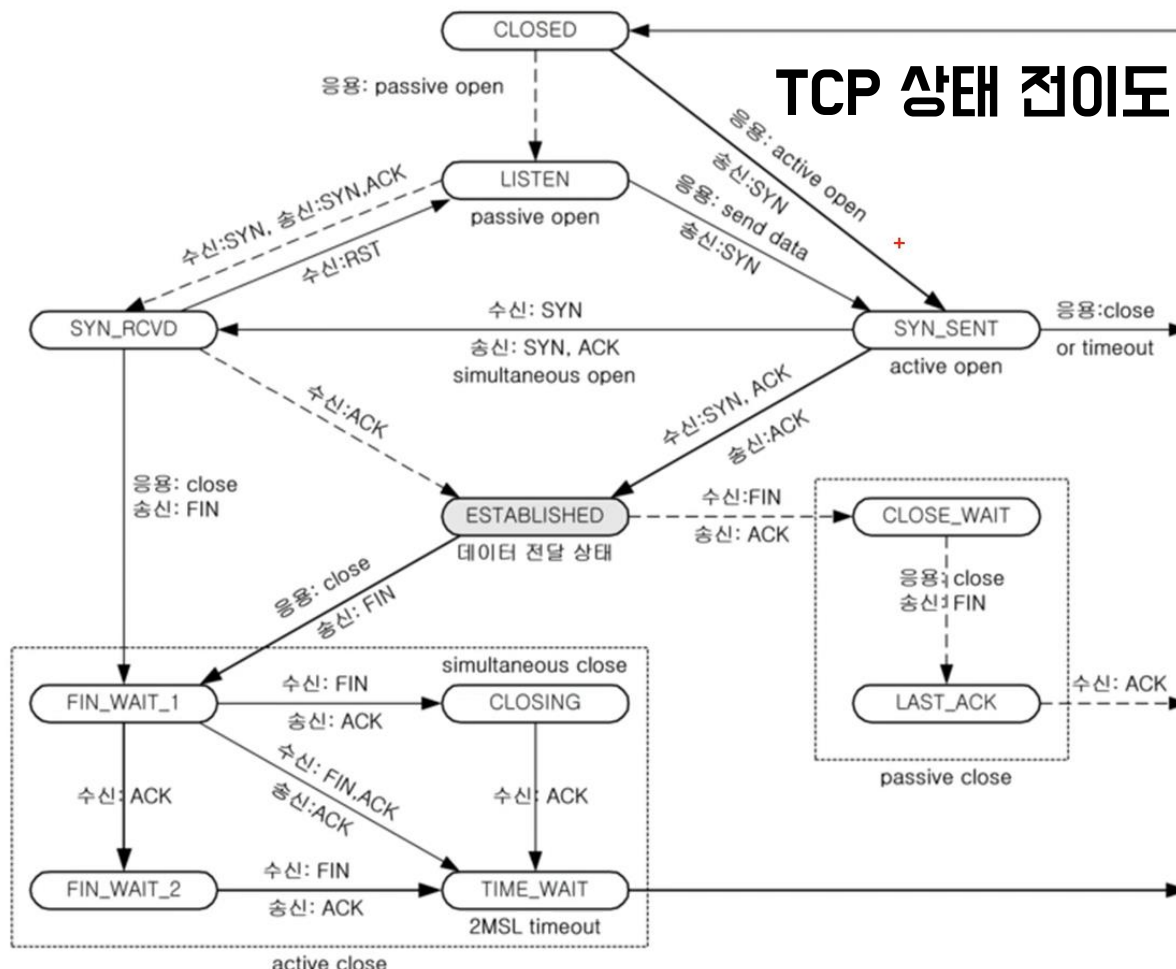 CLOSED
TCP 상태 전이도
응용: passive open
응용: active open
송신:SYN
LISTEN
passive open
수신:SYN, 송신:SYN,ACK
수신:RST
응용: send data
송신:SYN
SYN_RCVD
수신: SYN
송신: SYN, ACK
simultaneous open
SYN_SENT
active open
응용:close
or timeout
수신:ACK
수신:SYN, ACK
송신:ACK
응용: close
송신: FIN
ESTABLISHED
데이터 전달 상태
수신:FIN
송신: ACK
CLOSE_WAIT
응용: close
송신: FIN
LAST_ACK
수신: ACK
passive close
응용: close
송신: FIN
simultaneous close
FIN_WAIT_1
수신: FIN
송신: ACK
CLOSING
수신: ACK
수신: FIN,ACK
송신:ACK
수신: ACK
FIN_WAIT_2
수신: FIN
송신: ACK
TIME_WAIT
2MSL timeout
active close